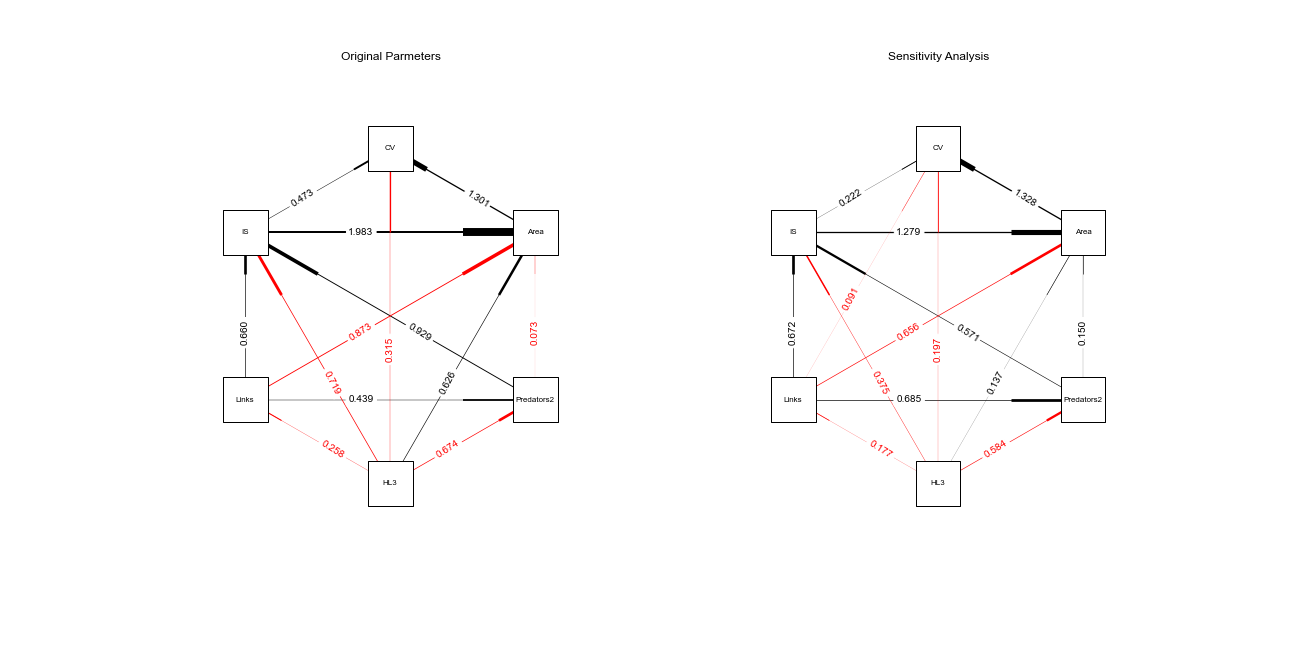 Original Parmeters
CV
0.473
1.301
IS
1.983
Area
0.660
0.873
0.315
0.929
0.073
0.719
0.626
Links
0.439
Predators2
0.258
0.674
HL3
Sensitivity Analysis
CV
0.222
1.328
IS
1.279
Area
0.091
0.672
0.656
0.197
0.571
0.150
0.375
0.137
Links
0.685
Predators2
0.177
0.584
HL3